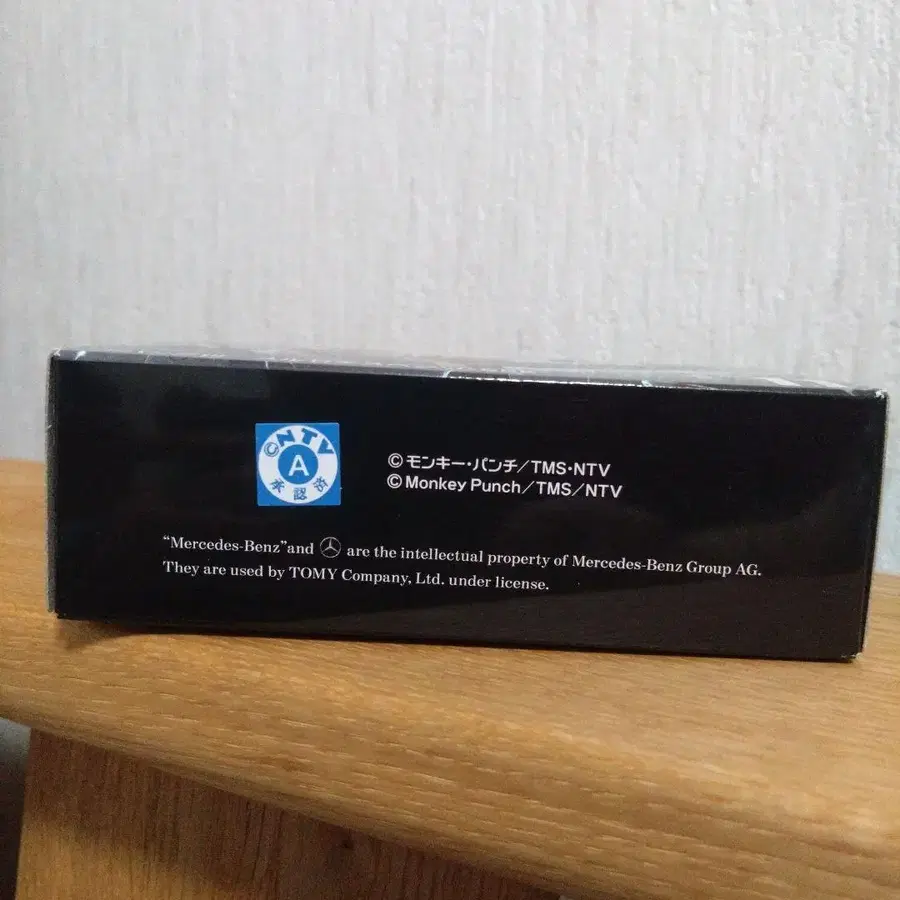 ©NTV
A
承認済
©モンキー・パンチ/TMS・NTV
©Monkey Punch/TMS/NTV
“Mercedes-Benz”and are the intellectual property of Mercedes-Benz Group AG.
They are used by TOMY Company, Ltd. under license.